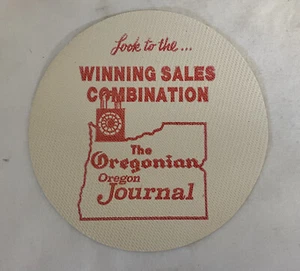 Look to the...
WINNING SALES
COMBINATION
The
Oregonian
Oregon
Journal